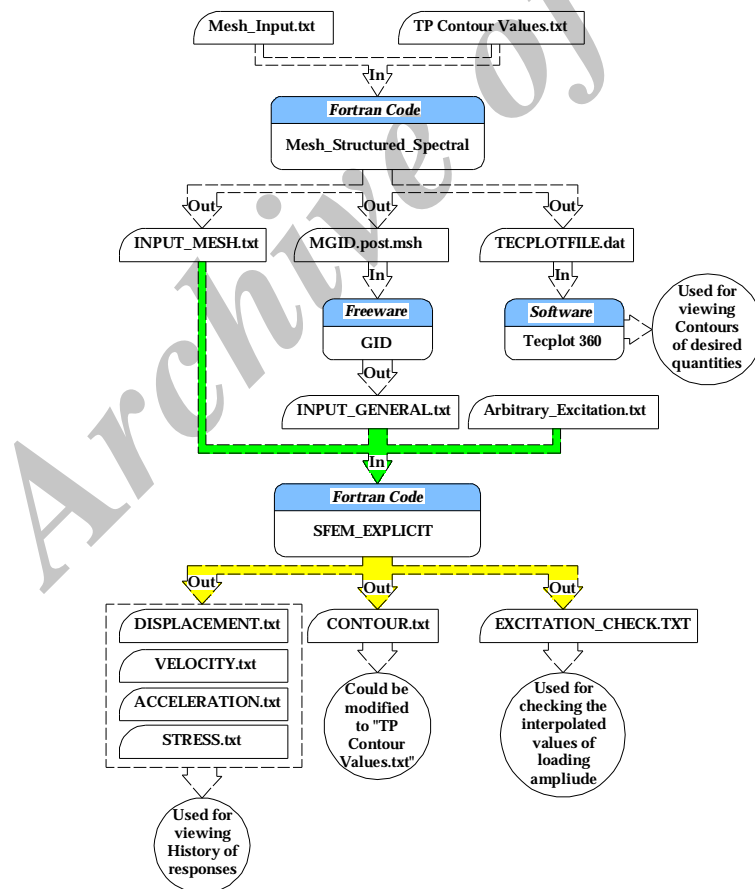 Mesh_Input.txt
TP Contour Values.txt
In
Fortran Code
Mesh_Structured_Spectral
Out
Out
Out
INPUT_MESH.txt
MGID.post.msh
TECPLOTFILE.dat
In
In
Freeware
GID
Software
Tecplot 360
Used for
viewing
Contours
of desired
quantities
Out
INPUT_GENERAL.txt
Arbitrary_Excitation.txt
In
Fortran Code
SFEM_EXPLICIT
Out
Out
Out
DISPLACEMENT.txt
VELOCITY.txt
ACCELERATION.txt
STRESS.txt
CONTOUR.txt
EXCITATION_CHECK.TXT
Could be
modified
to "TP
Contour
Values.txt"
Used for
checking the
interpolated
values of
loading
ampliude
Used for
viewing
History of
responses
Archive of